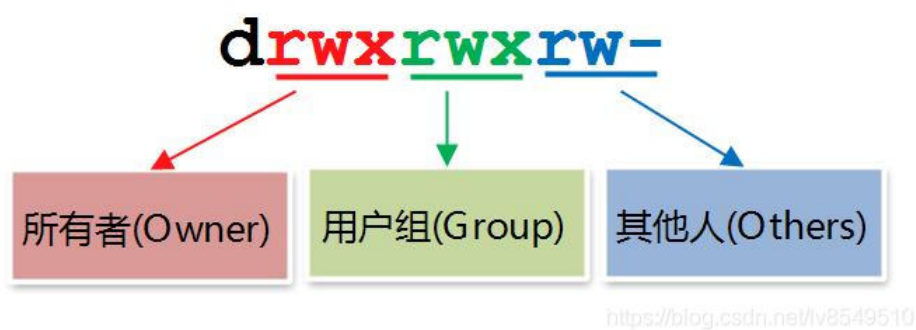 drwxrwxrw-
所有者(Owner) 用户组(Group) 其他人(Others)
https://blog.csdn.net/lv8549510